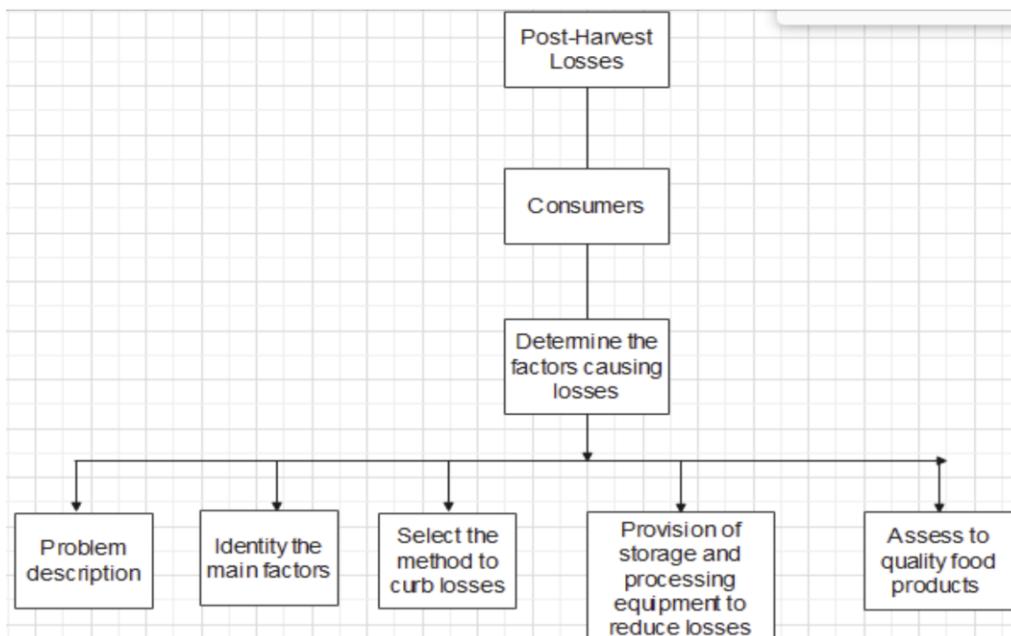 Post-Harvest
Losses
Consumers
Determine the
factors causing
losses
Problem
description
Identity the
main factors
Select the
method to
curb losses
Provision of
storage and
processing
equipment to
reduce losses
Assess to
quality food
products